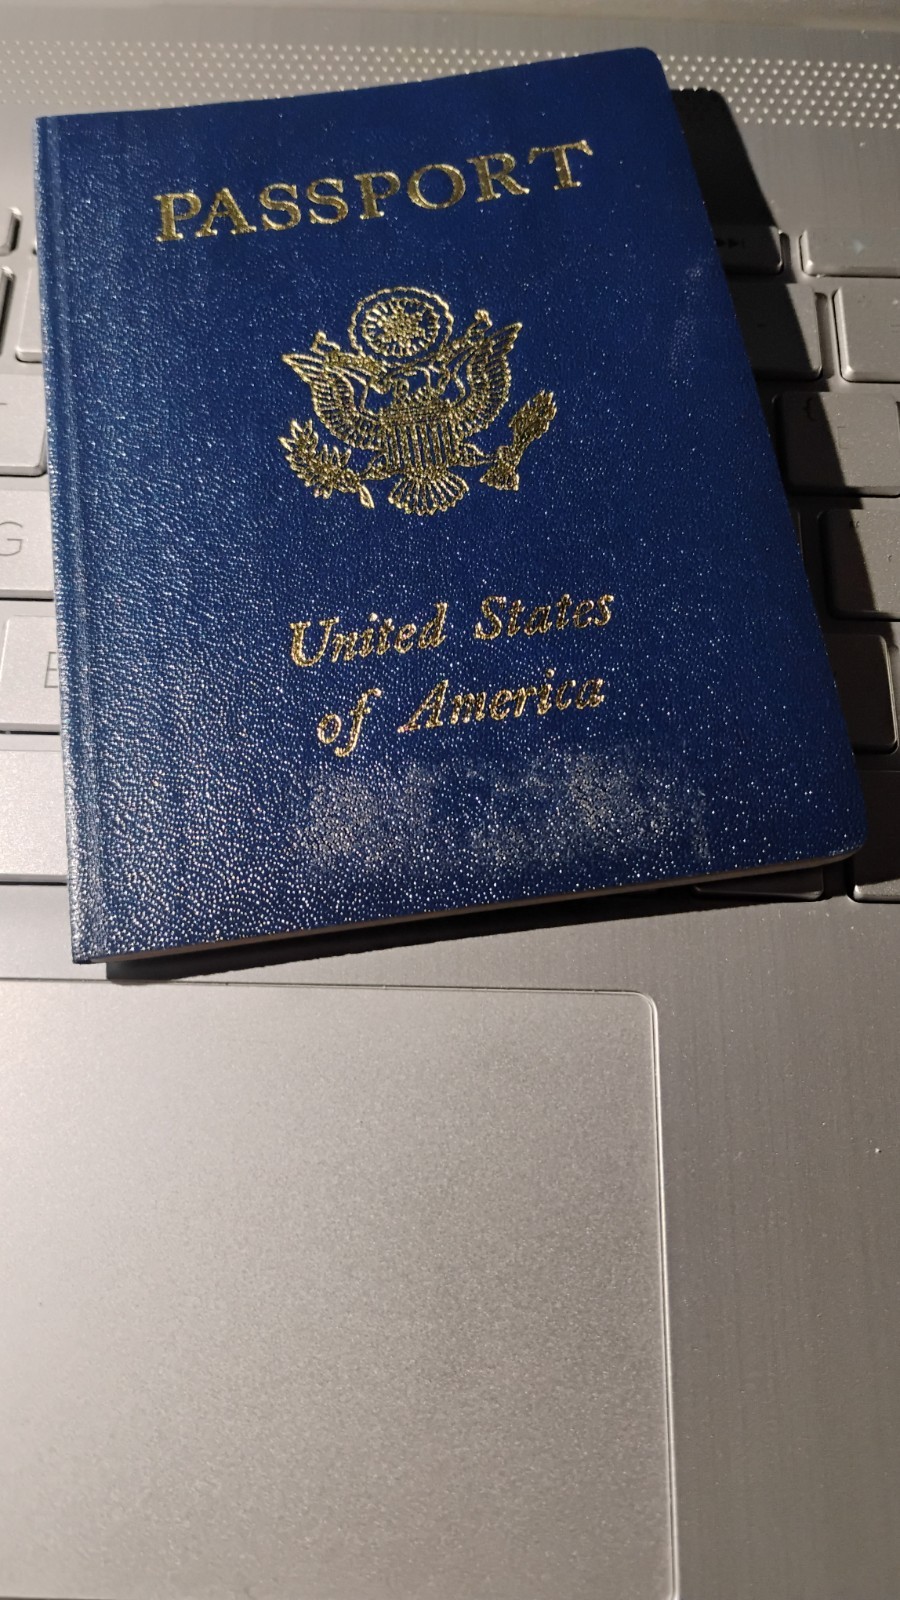 PASSPORT
United States
of America
G